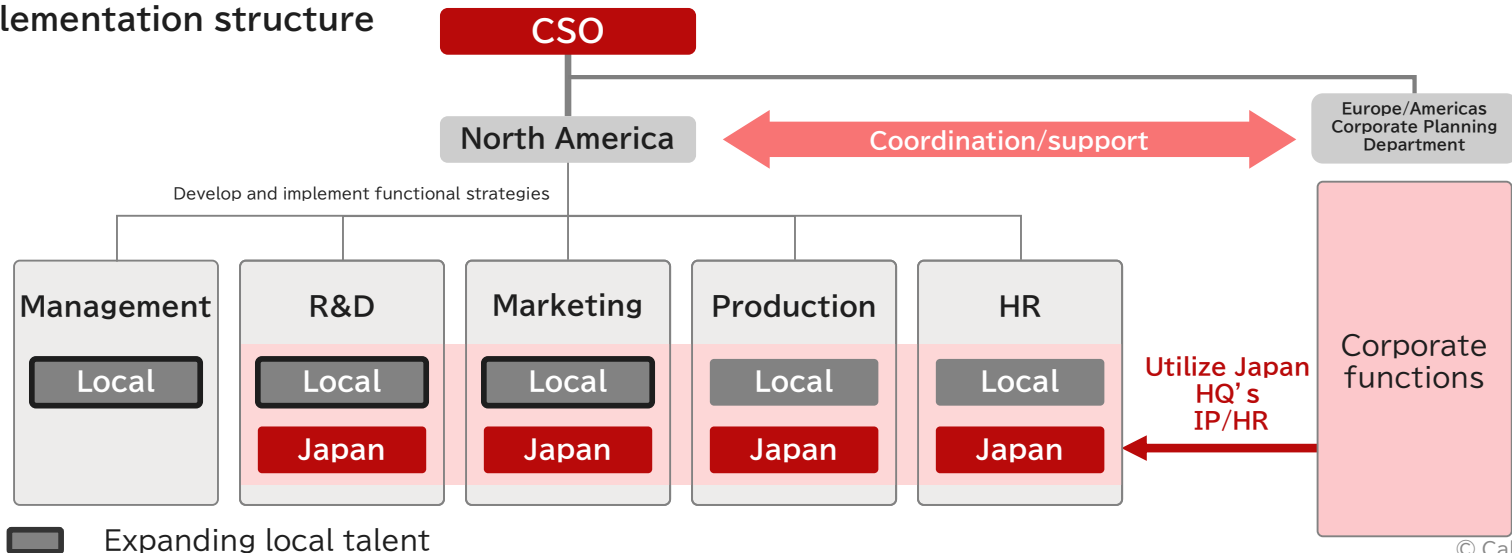 lementation structure
CSO
North America
Coordination/support
Europe/Americas
Corporate Planning
Department
Develop and implement functional strategies
Management
R&D
Marketing
Production
HR
Local
Local
Local
Local
Local
Japan
Japan
Japan
Japan
Utilize Japan
HQ’s
IP/HR
Corporate
functions
Expanding local talent
© Ca